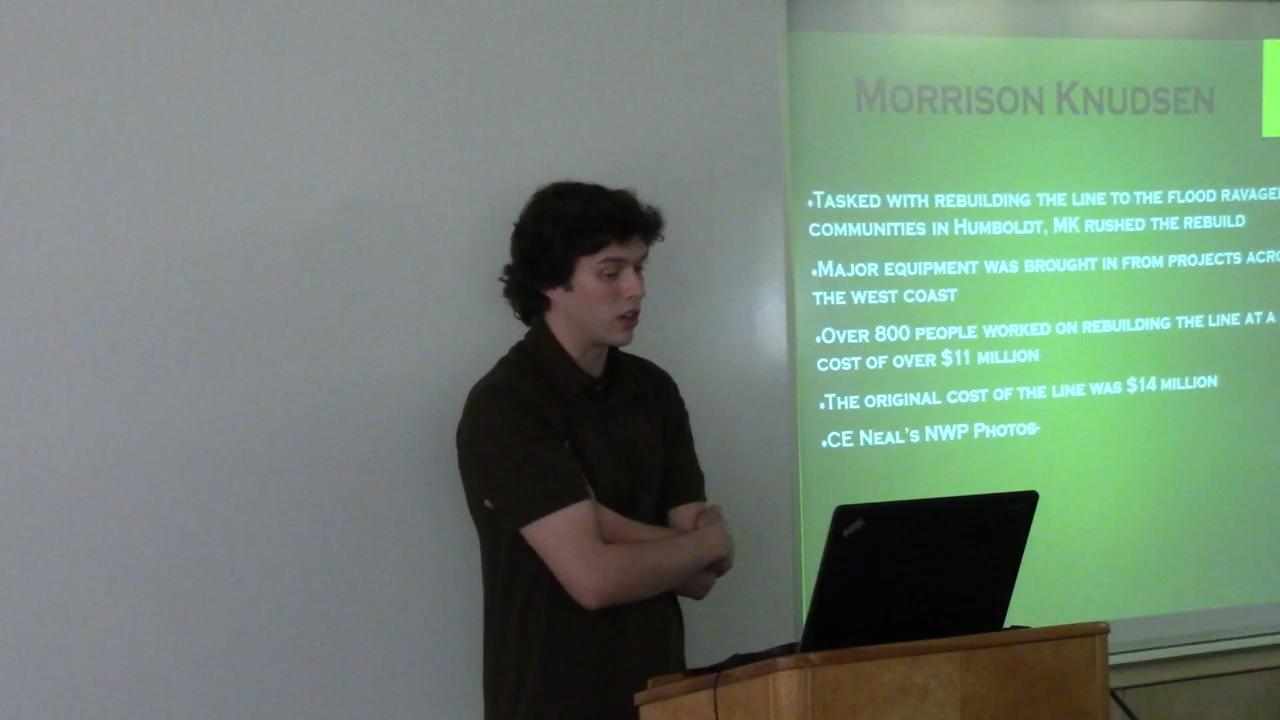 MORRISON KNUDSEN
•TASKED WITH REBUILDING THE LINE TO THE FLOOD RAVAGE
COMMUNITIES IN HUMBOLDT, MK RUSHED THE REBUILD
•MAJOR EQUIPMENT WAS BROUGHT IN FROM PROJECTS ACRO
THE WEST COAST
•OVER 800 PEOPLE WORKED ON REBUILDING THE LINE AT A
COST OF OVER $11 MILLION
•THE ORIGINAL COST OF THE LINE WAS $14 MILLION
•CE NEAL'S NWP PHOTOS-